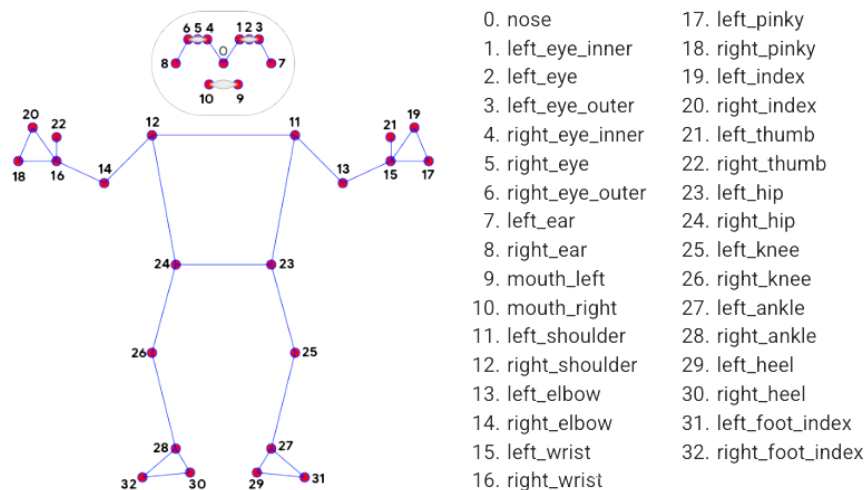 6 5 4 1 2 3
0
8 7
10 9
20 22 12 11 21 19
18 16 14 13 15 17
24 23
26 25
28 27
32 30 29 31
0. nose
1. left_eye_inner
2. left_eye
3. left_eye_outer
4. right_eye_inner
5. right_eye
6. right_eye_outer
7. left_ear
8. right_ear
9. mouth_left
10. mouth_right
11. left_shoulder
12. right_shoulder
13. left_elbow
14. right_elbow
15. left_wrist
16. right_wrist
17. left_pinky
18. right_pinky
19. left_index
20. right_index
21. left_thumb
22. right_thumb
23. left_hip
24. right_hip
25. left_knee
26. right_knee
27. left_ankle
28. right_ankle
29. left_heel
30. right_heel
31. left_foot_index
32. right_foot_index